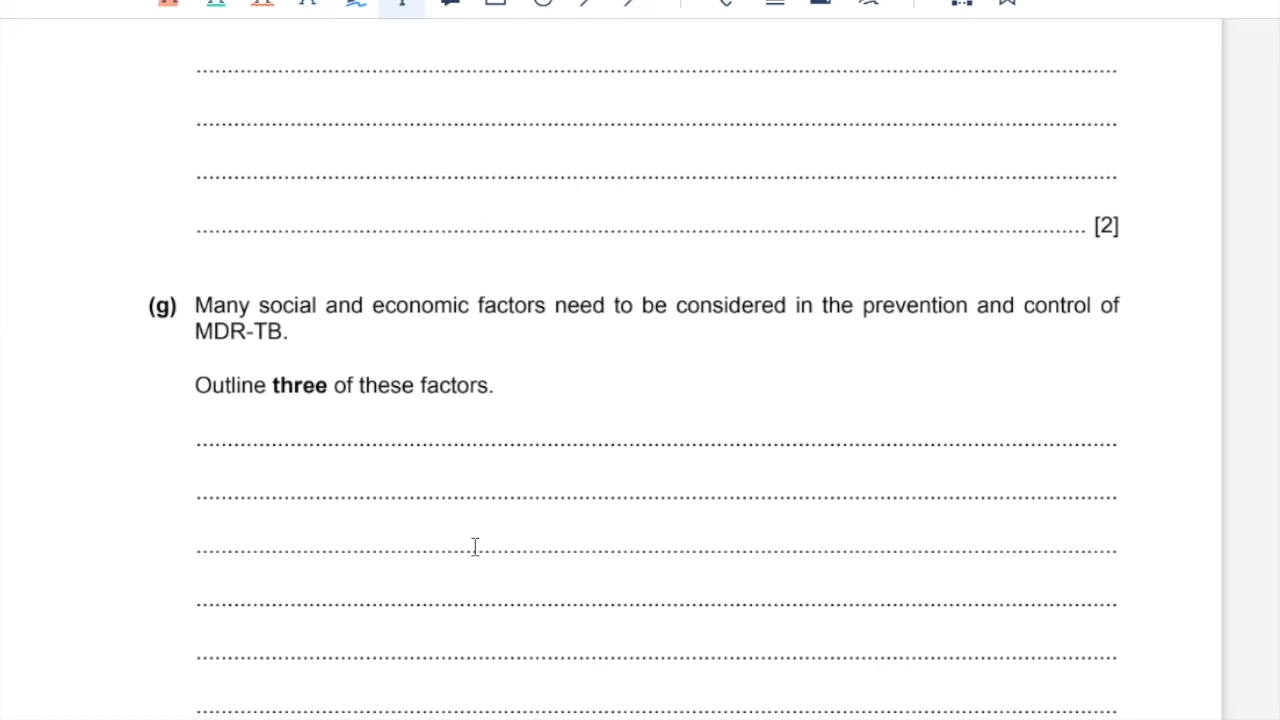 [2]
(g) Many social and economic factors need to be considered in the prevention and control of
MDR-TB.
Outline three of these factors.